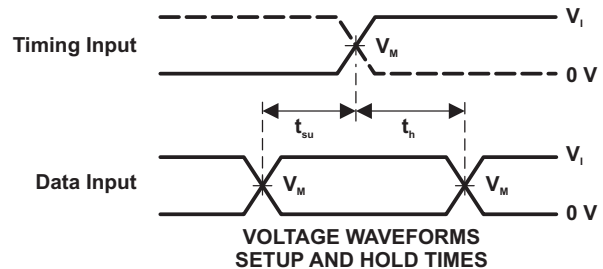 V_I
Timing Input
V_M
0 V
t_su
t_h
V_I
Data Input
V_M
V_M
0 V
VOLTAGE WAVEFORMS
SETUP AND HOLD TIMES